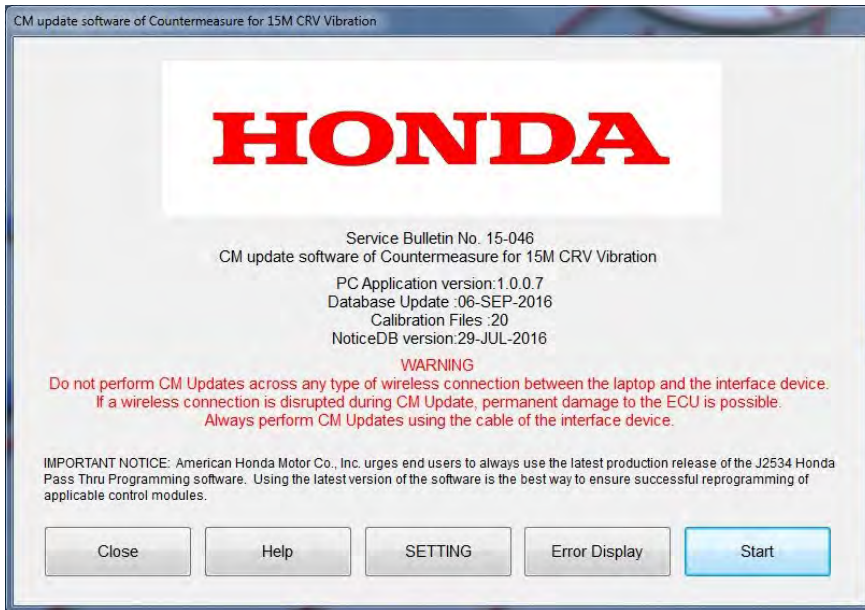 CM update software of Countermeasure for 15M CRV Vibration
HONDA
Service Bulletin No. 15-046
CM update software of Countermeasure for 15M CRV Vibration
PC Application version:1.0.0.7
Database Update :06-SEP-2016
Calibration Files :20
NoticeDB version:29-JUL-2016
WARNING
Do not perform CM Updates across any type of wireless connection between the laptop and the interface device.
If a wireless connection is disrupted during CM Update, permanent damage to the ECU is possible.
Always perform CM Updates using the cable of the interface device.
IMPORTANT NOTICE: American Honda Motor Co., Inc. urges end users to always use the latest production release of the J2534 Honda
Pass Thru Programming software. Using the latest version of the software is the best way to ensure successful reprogramming of
applicable control modules.
Close Help SETTING Error Display Start